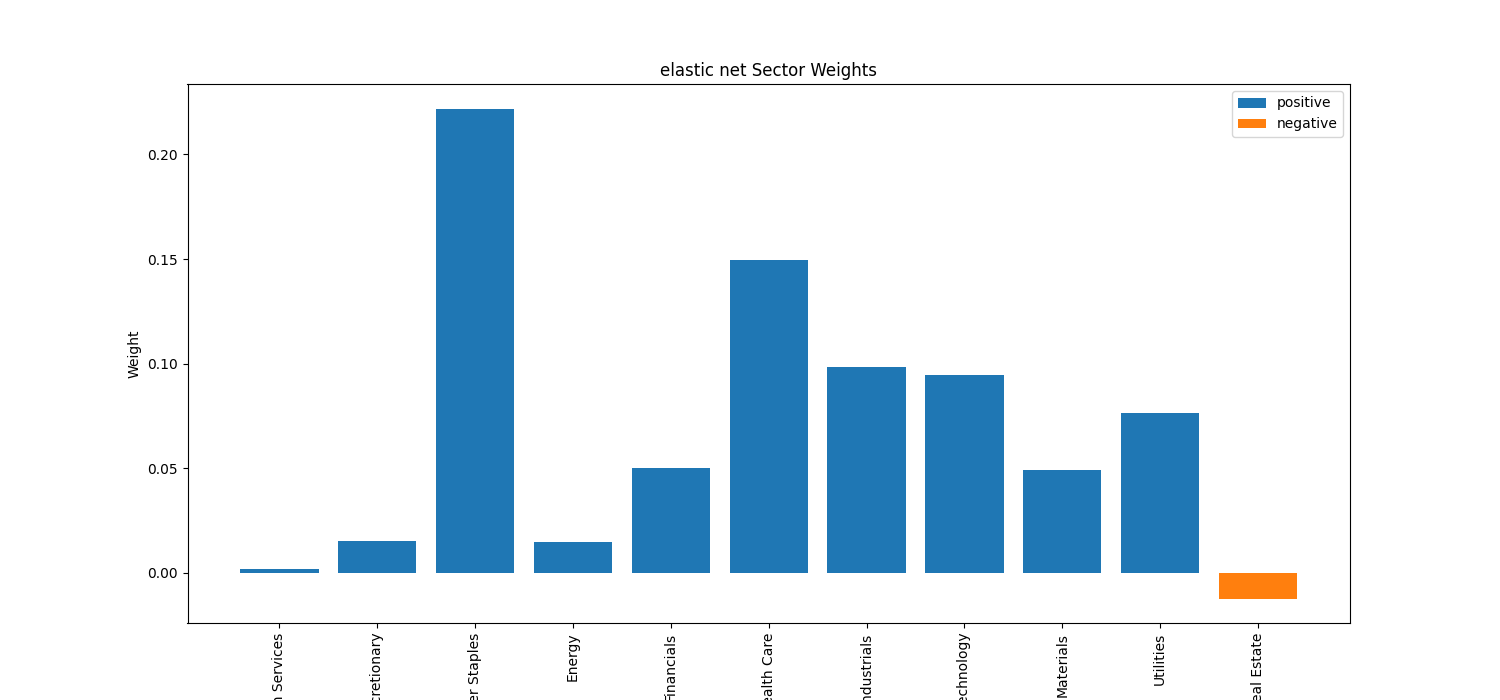 elastic net Sector Weights
positive
negative
Weight
0.20
0.15
0.10
0.05
0.00
Services
cretionary
er Staples
Energy
Financials
ealth Care
ndustrials
echnology
Materials
Utilities
eal Estate